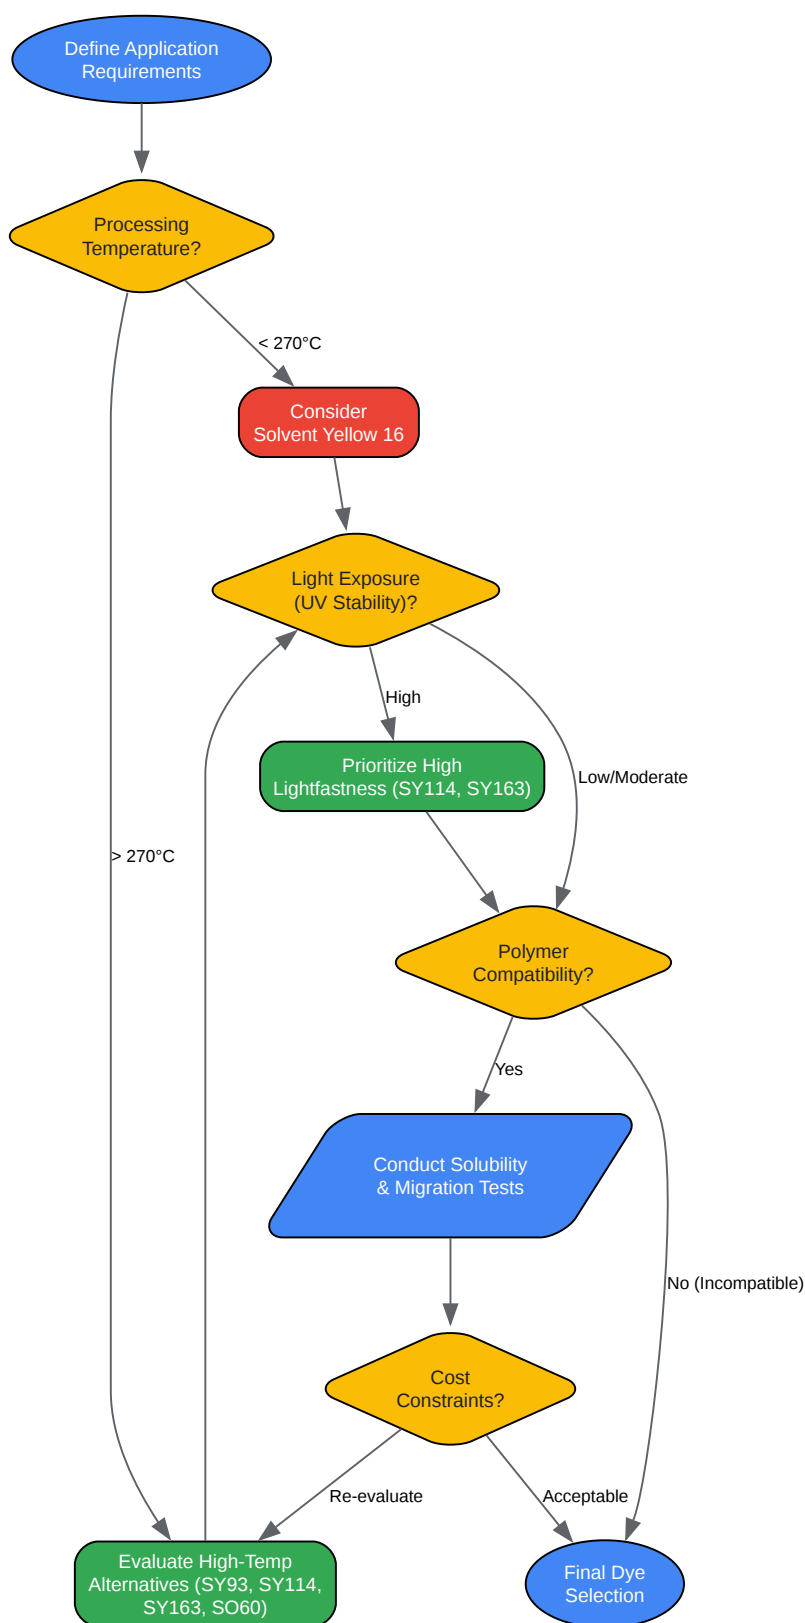 Define Application
Requirements
Processing
Temperature?
< 270°C
Consider
Solvent Yellow 16
Light Exposure
(UV Stability)?
High
Prioritize High
Lightfastness (SY114, SY163)
Low/Moderate
> 270°C
Polymer
Compatibility?
Yes
Conduct Solubility
& Migration Tests
No (Incompatible)
Cost
Constraints?
Re-evaluate
Acceptable
Evaluate High-Temp
Alternatives (SY93, SY114,
SY163, SO60)
Final Dye
Selection